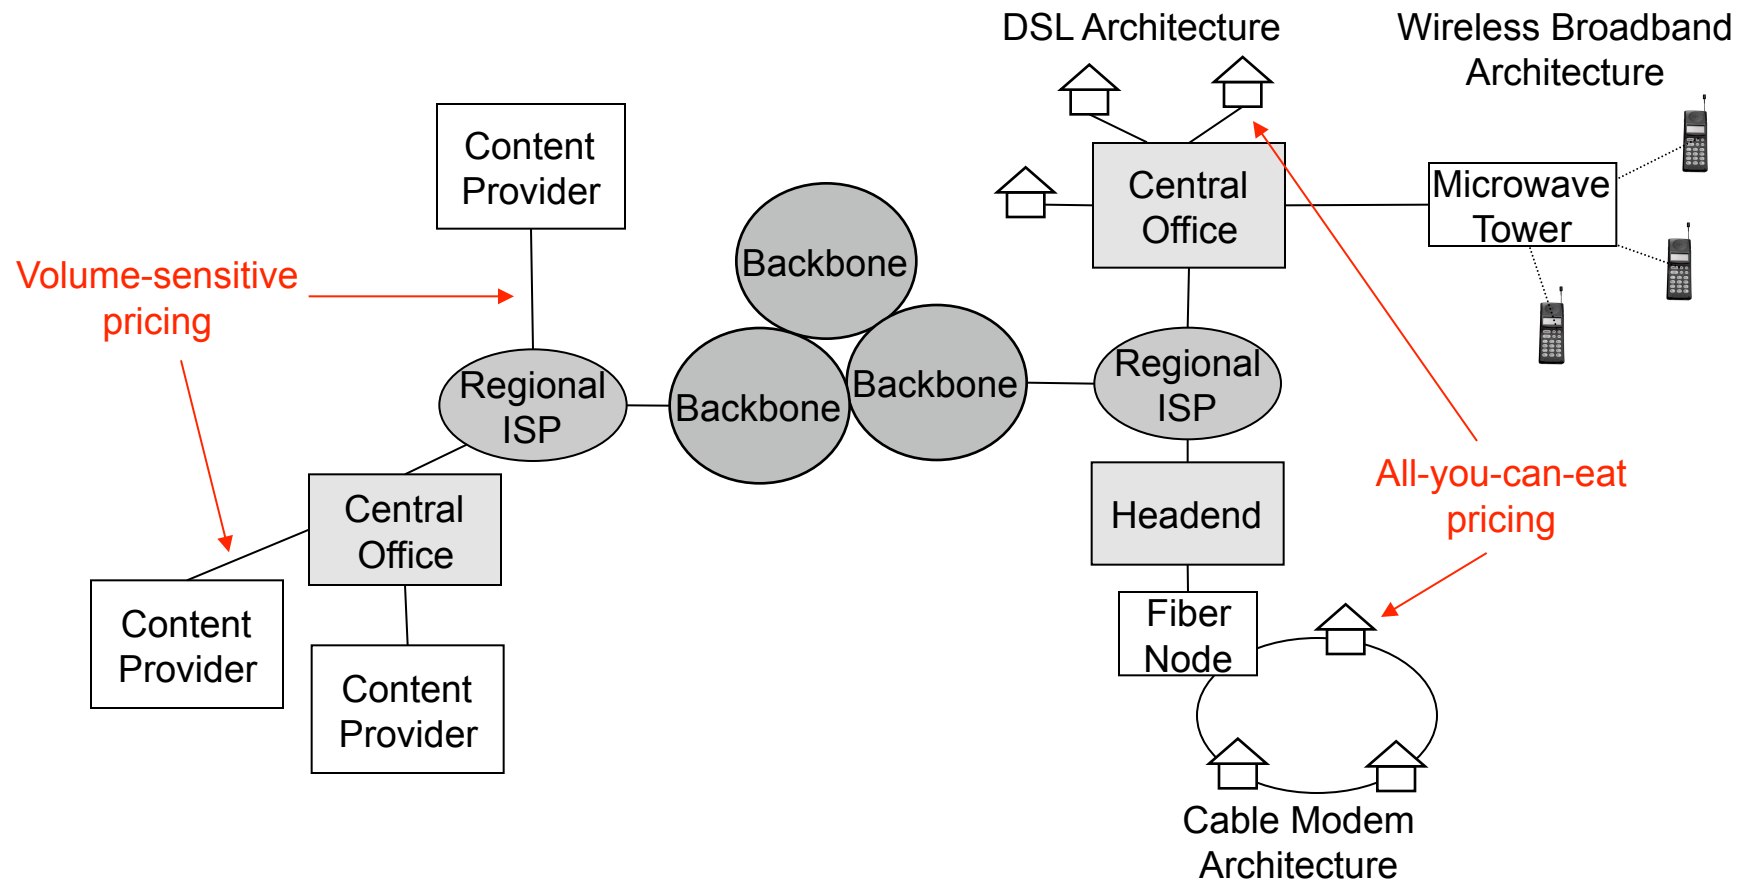 DSL Architecture
Wireless Broadband
Architecture
Content
Provider
Central
Office
Microwave
Tower
Backbone
Volume-sensitive
pricing
Regional
ISP
Backbone
Backbone
Regional
ISP
All-you-can-eat
pricing
Central
Office
Headend
Content
Provider
Content
Provider
Fiber
Node
Cable Modem
Architecture